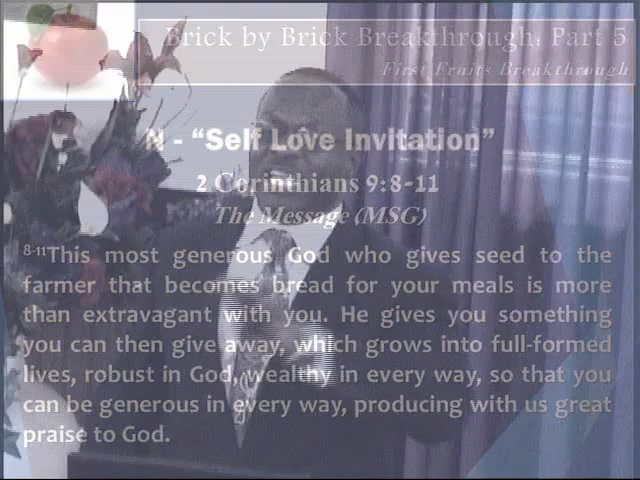 Brick by Brick Breakthrough: Part 5
First Fruits Breakthrough
N - “Self Love Invitation”
2 Corinthians 9:8-11
The Message (MSG)
8-11This most generous God who gives seed to the
farmer that becomes bread for your meals is more
than extravagant with you. He gives you something
you can then give away, which grows into full-formed
lives, robust in God, wealthy in every way, so that you
can be generous in every way, producing with us great
praise to God.